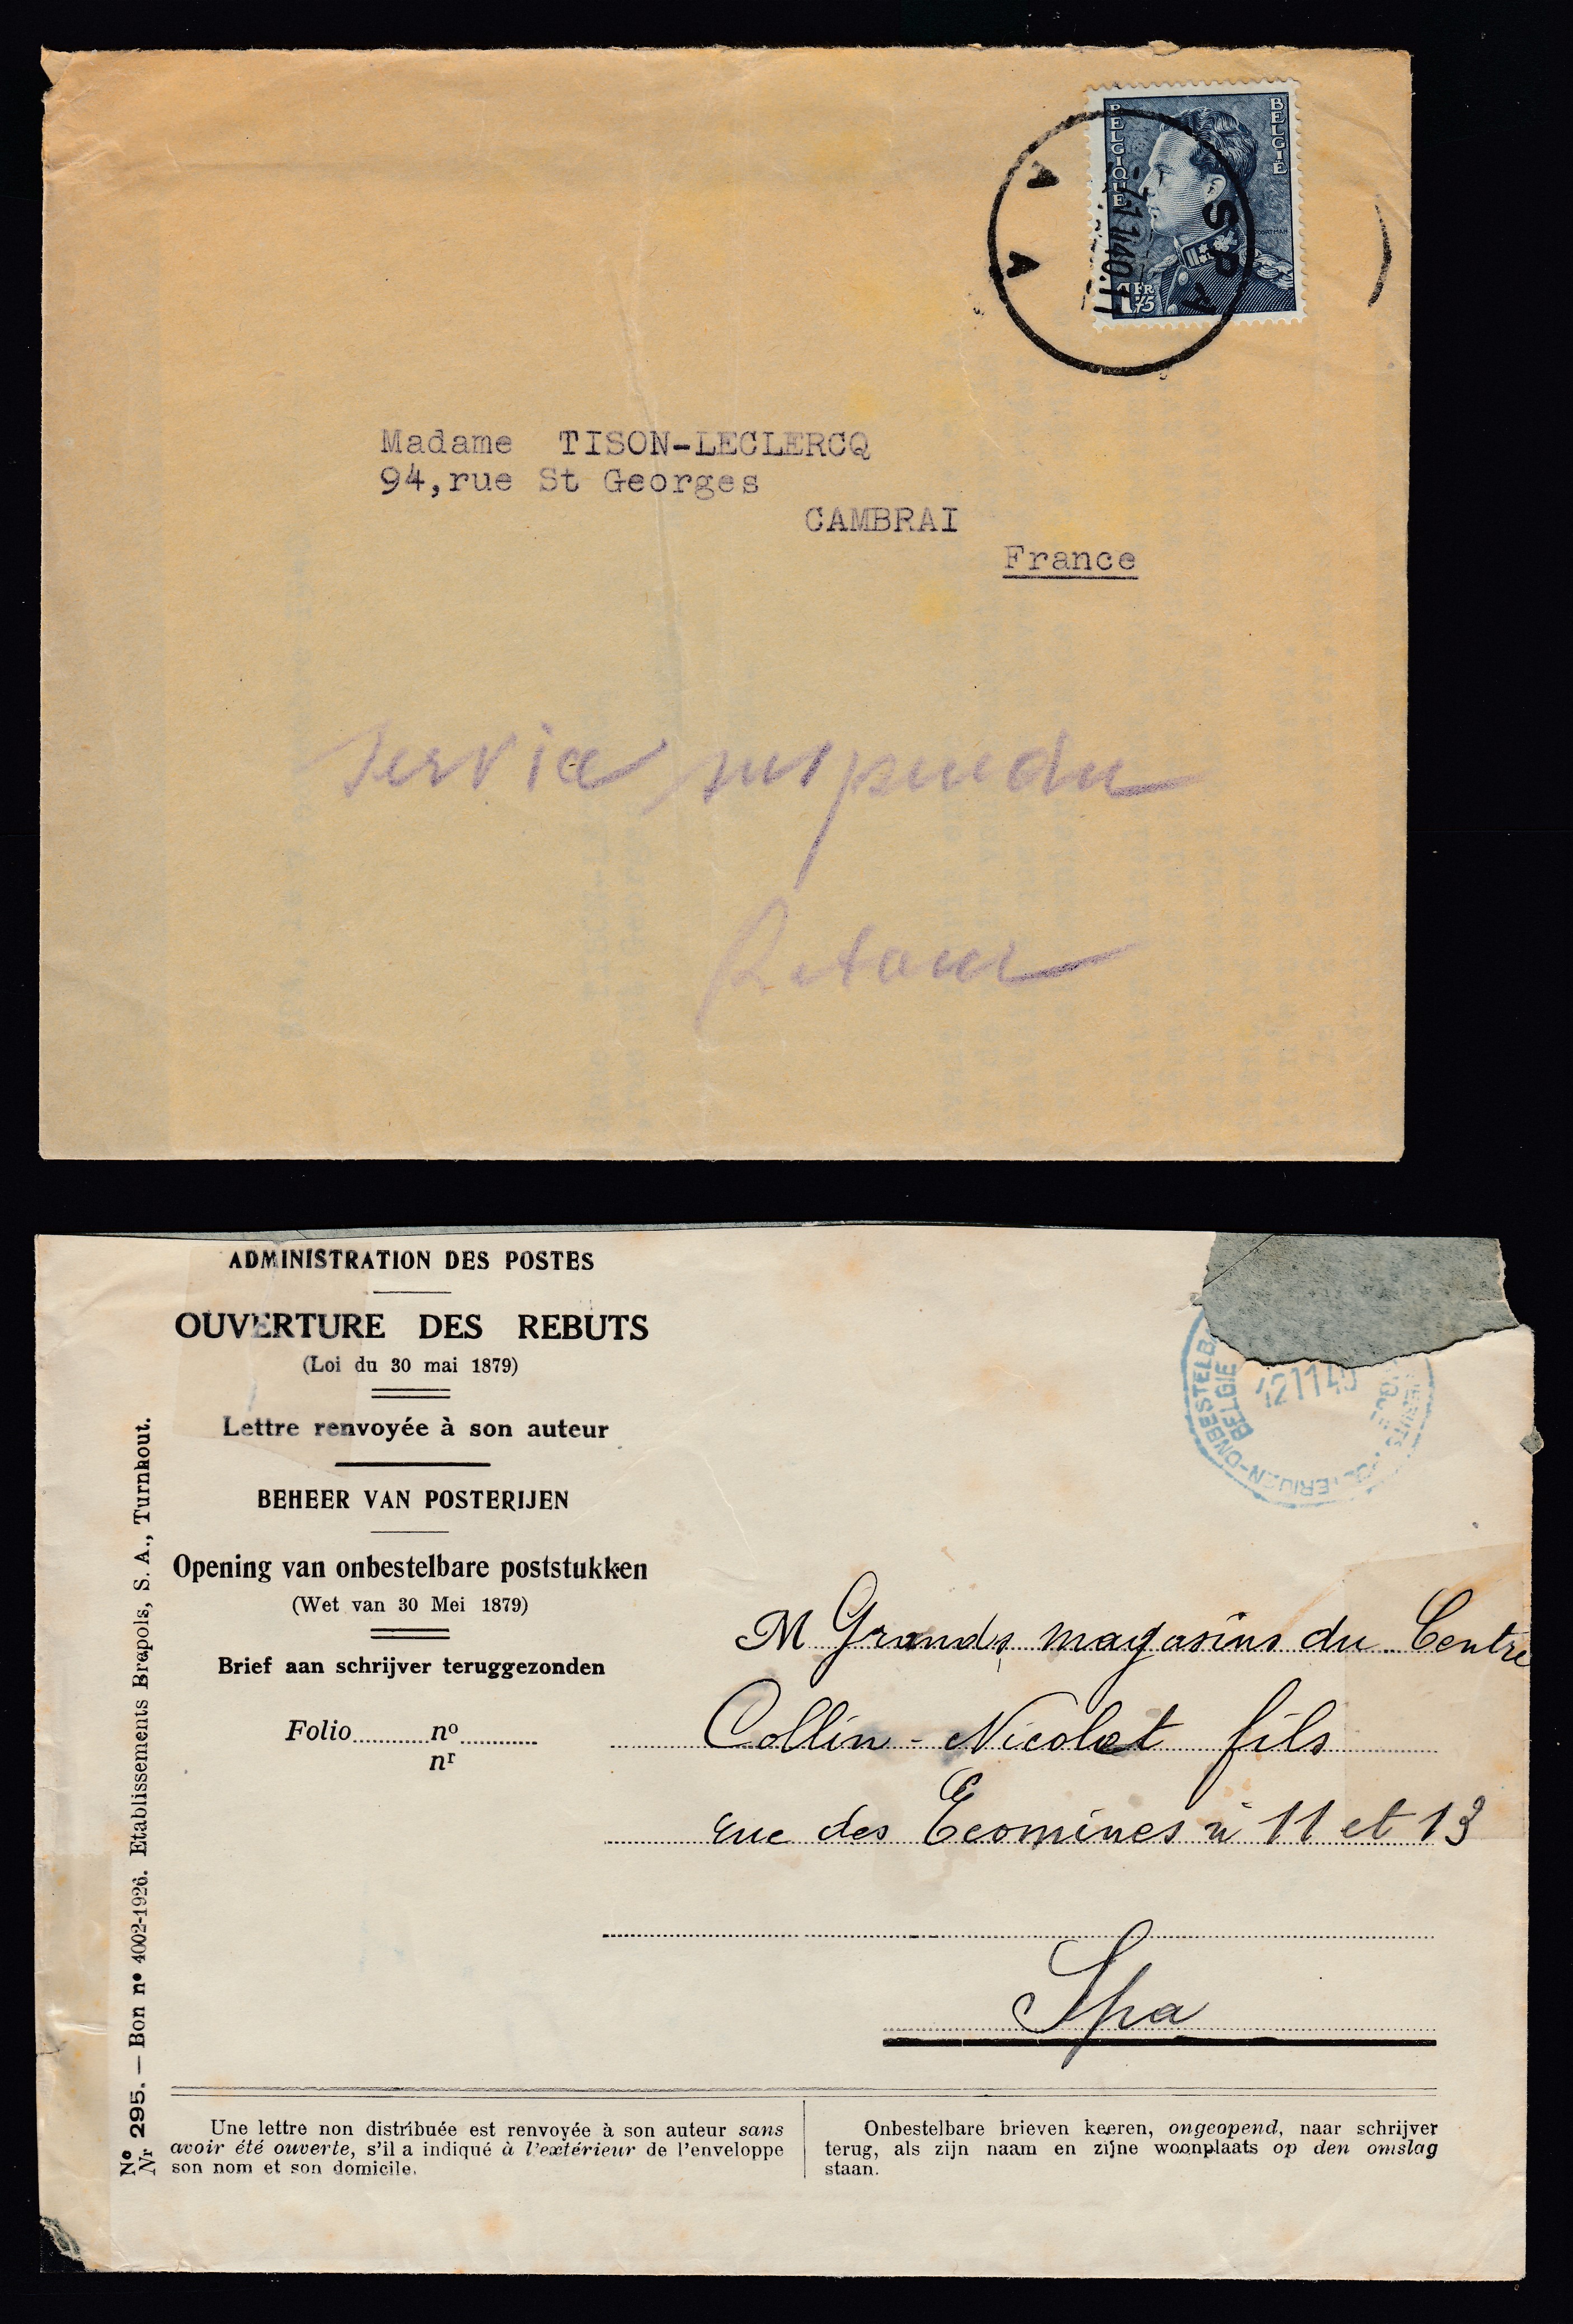 BELGIQUE
BELGIË
1 FR 75
SPA
Madame TISON-LECLERCQ
94,rue St Georges
CAMBRAI
France
service suspendu
Retour
ADMINISTRATION DES POSTES
OUVERTURE DES REBUTS
(Loi du 30 mai 1879)
Lettre renvoyée à son auteur
BEHEER VAN POSTERIJEN
Opening van onbestelbare poststukken
(Wet van 30 Mei 1879)
Brief aan schrijver teruggezonden
Folio...........nº............
nʳ
BELGIE
M Grands magasins du Centre
Collin - Nicolet fils
rue des Ecomines n° 11 et 13
Spa
Nº 295. — Bon nº 4002-1926. Etablissements Brepols, S. A., Turnhout.
Nʳ
Une lettre non distribuée est renvoyée à son auteur sans
avoir été ouverte, s'il a indiqué à l'extérieur de l'enveloppe
son nom et son domicile.
Onbestelbare brieven keeren, ongeopend, naar schrijver
terug, als zijn naam en zijne woonplaats op den omslag
staan.